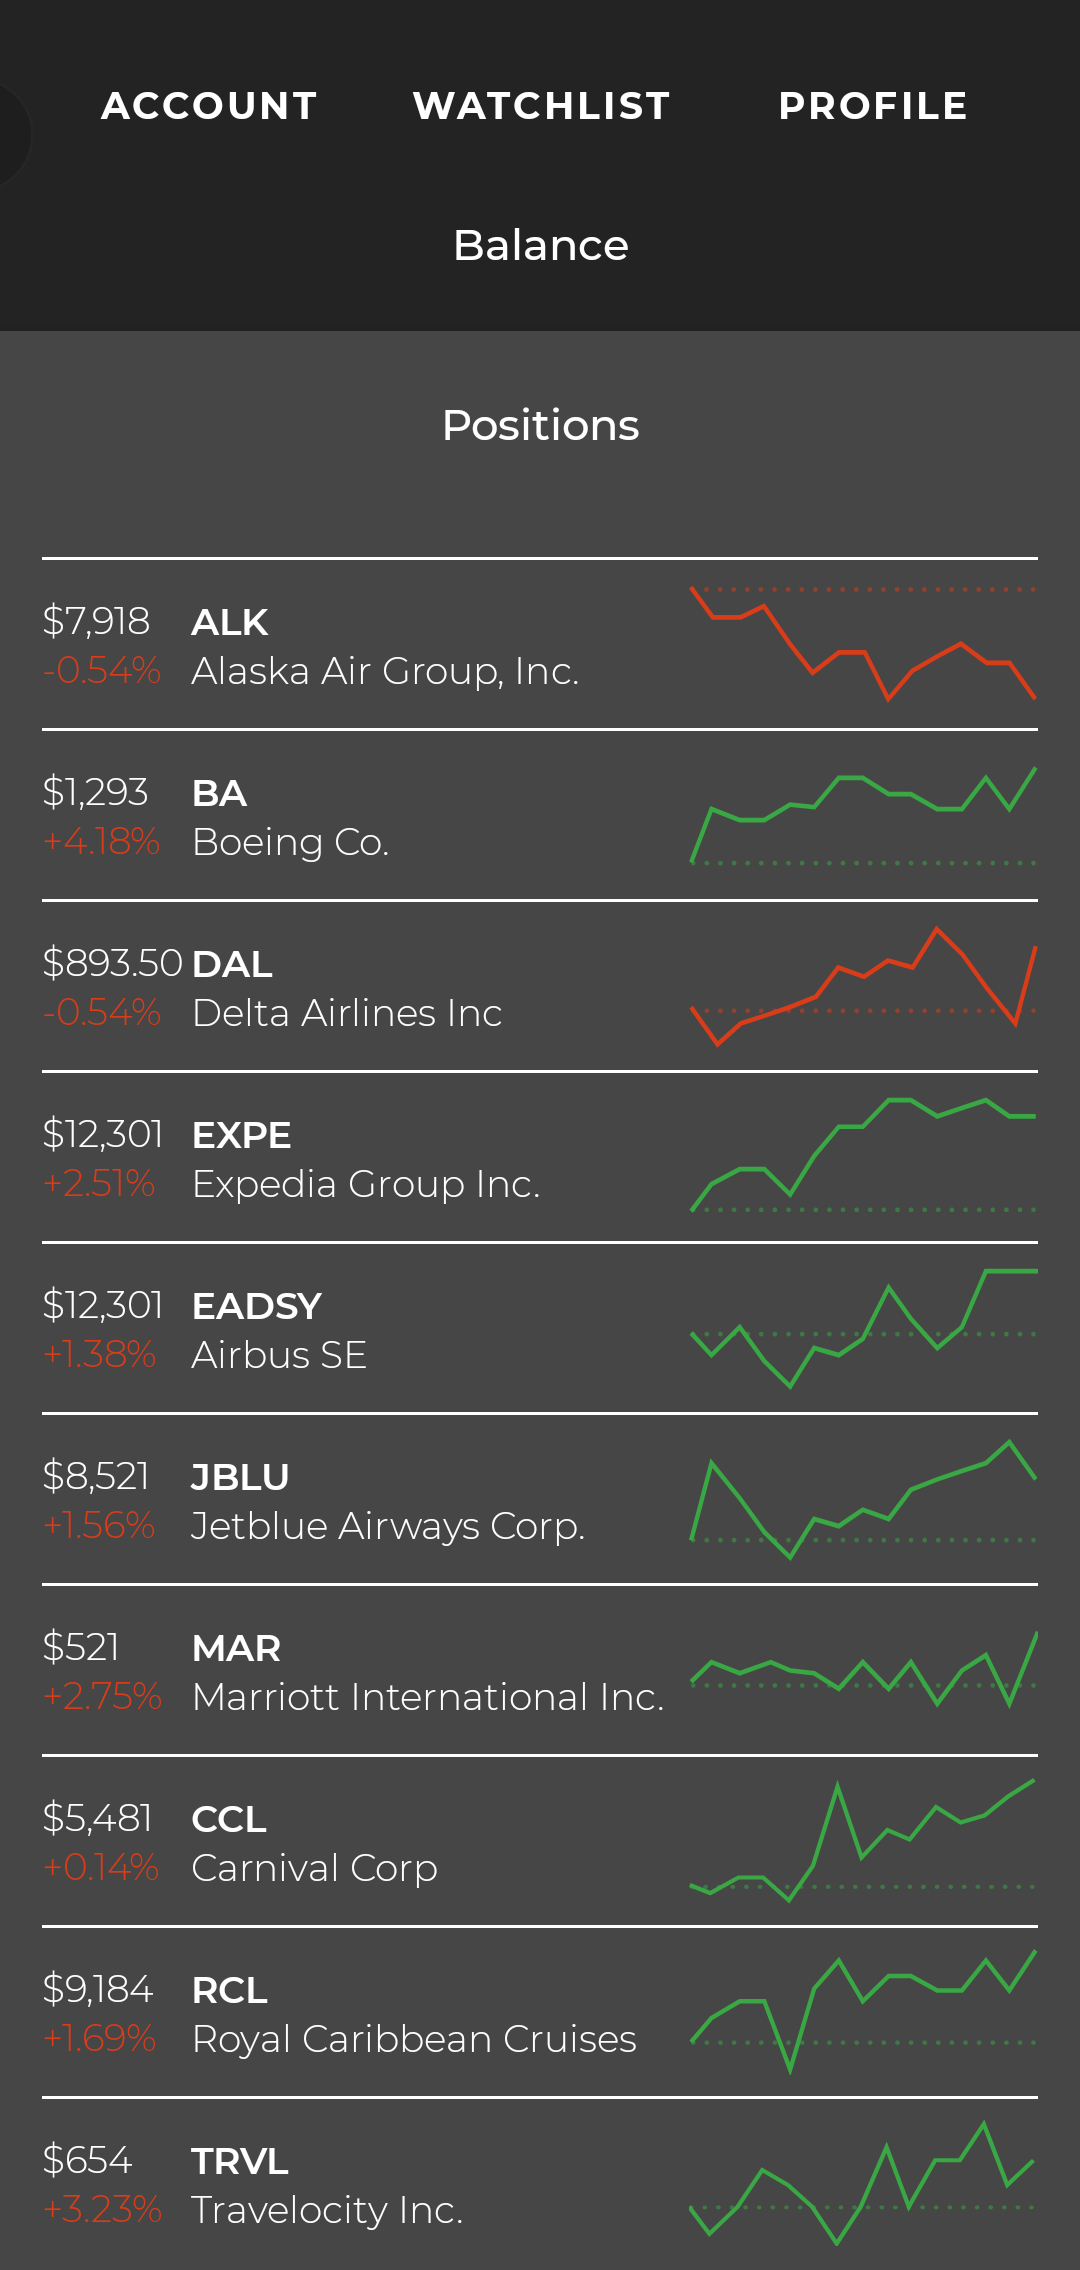 ACCOUNT WATCHLIST PROFILE
Balance
Positions
$7,918 ALK
-0.54% Alaska Air Group, Inc.
$1,293 BA
+4.18% Boeing Co.
$893.50 DAL
-0.54% Delta Airlines Inc
$12,301 EXPE
+2.51% Expedia Group Inc.
$12,301 EADSY
+1.38% Airbus SE
$8,521 JBLU
+1.56% Jetblue Airways Corp.
$521 MAR
+2.75% Marriott International Inc.
$5,481 CCL
+0.14% Carnival Corp
$9,184 RCL
+1.69% Royal Caribbean Cruises
$654 TRVL
+3.23% Travelocity Inc.